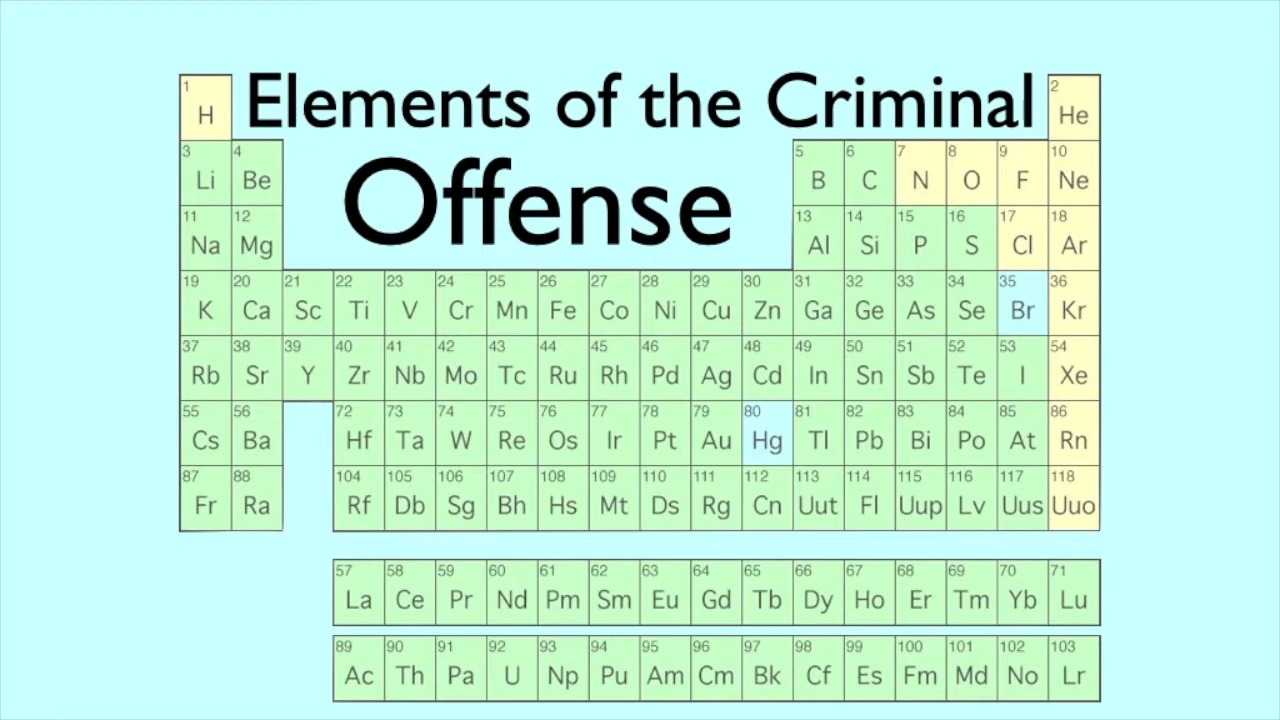 Elements of the Criminal
Offense
1 2
H He
3 4 5 6 7 8 9 10
Li Be B C N O F Ne
11 12 13 14 15 16 17 18
Na Mg Al Si P S Cl Ar
19 20 21 22 23 24 25 26 27 28 29 30 31 32 33 34 35 36
K Ca Sc Ti V Cr Mn Fe Co Ni Cu Zn Ga Ge As Se Br Kr
37 38 39 40 41 42 43 44 45 46 47 48 49 50 51 52 53 54
Rb Sr Y Zr Nb Mo Tc Ru Rh Pd Ag Cd In Sn Sb Te I Xe
55 56 72 73 74 75 76 77 78 79 80 81 82 83 84 85 86
Cs Ba Hf Ta W Re Os Ir Pt Au Hg Tl Pb Bi Po At Rn
87 88 104 105 106 107 108 109 110 111 112 113 114 115 116 117 118
Fr Ra Rf Db Sg Bh Hs Mt Ds Rg Cn Uut Fl Uup Lv Uus Uuo
57 58 59 60 61 62 63 64 65 66 67 68 69 70 71
La Ce Pr Nd Pm Sm Eu Gd Tb Dy Ho Er Tm Yb Lu
89 90 91 92 93 94 95 96 97 98 99 100 101 102 103
Ac Th Pa U Np Pu Am Cm Bk Cf Es Fm Md No Lr